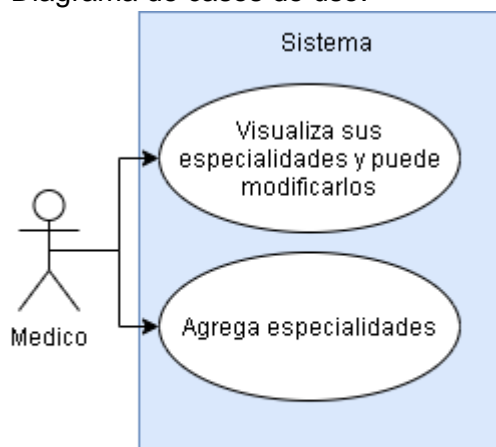 Diagrama de casos de uso.
Sistema
Visualiza sus
especialidades y puede
modificarlos
Agrega especialidades
Medico